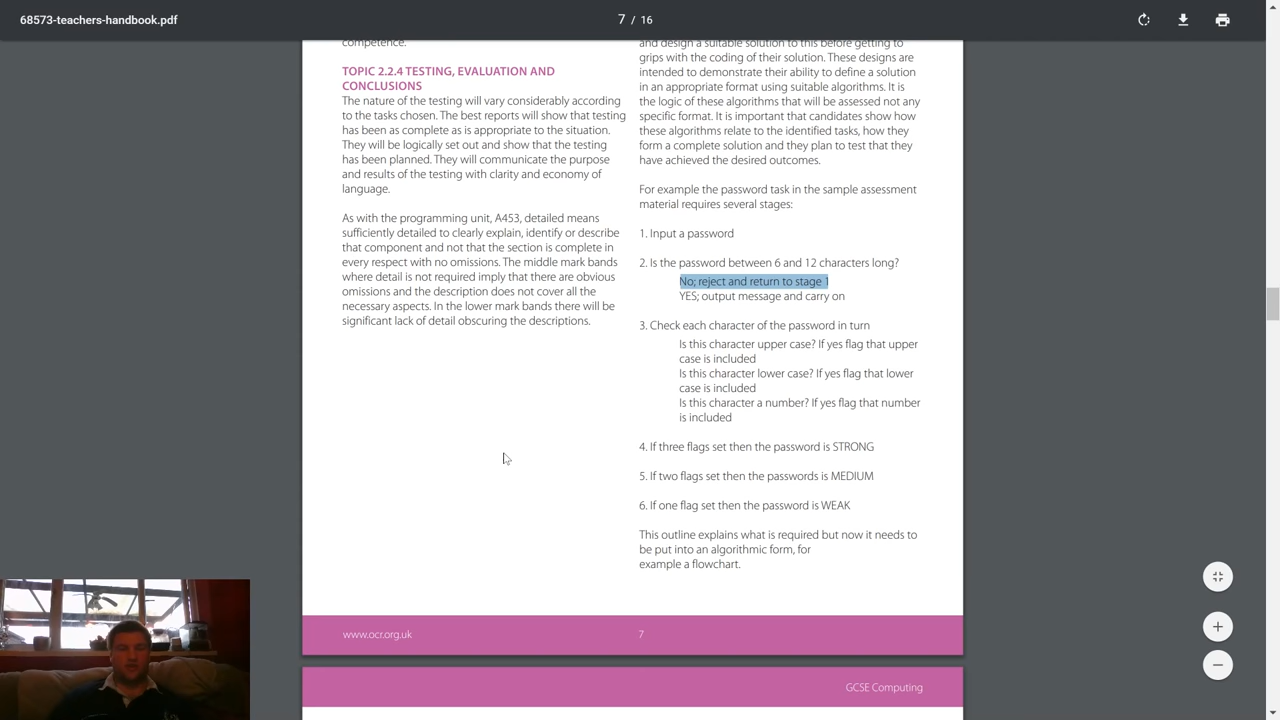 68573-teachers-handbook.pdf
7 / 16
competence.
TOPIC 2.2.4 TESTING, EVALUATION AND
CONCLUSIONS
The nature of the testing will vary considerably according
to the tasks chosen. The best reports will show that testing
has been as complete as is appropriate to the situation.
They will be logically set out and show that the testing
has been planned. They will communicate the purpose
and results of the testing with clarity and economy of
language.
As with the programming unit, A453, detailed means
sufficiently detailed to clearly explain, identify or describe
that component and not that the section is complete in
every respect with no omissions. The middle mark bands
where detail is not required imply that there are obvious
omissions and the description does not cover all the
necessary aspects. In the lower mark bands there will be
significant lack of detail obscuring the descriptions.
and design a suitable solution to this before getting to
grips with the coding of their solution. These designs are
intended to demonstrate their ability to define a solution
in an appropriate format using suitable algorithms. It is
the logic of these algorithms that will be assessed not any
specific format. It is important that candidates show how
these algorithms relate to the identified tasks, how they
form a complete solution and they plan to test that they
have achieved the desired outcomes.
For example the password task in the sample assessment
material requires several stages:
1. Input a password
2. Is the password between 6 and 12 characters long?
No; reject and return to stage 1
YES; output message and carry on
3. Check each character of the password in turn
Is this character upper case? If yes flag that upper
case is included
Is this character lower case? If yes flag that lower
case is included
Is this character a number? If yes flag that number
is included
4. If three flags set then the password is STRONG
5. If two flags set then the passwords is MEDIUM
6. If one flag set then the password is WEAK
This outline explains what is required but now it needs to
be put into an algorithmic form, for
example a flowchart.
www.ocr.org.uk
7
GCSE Computing